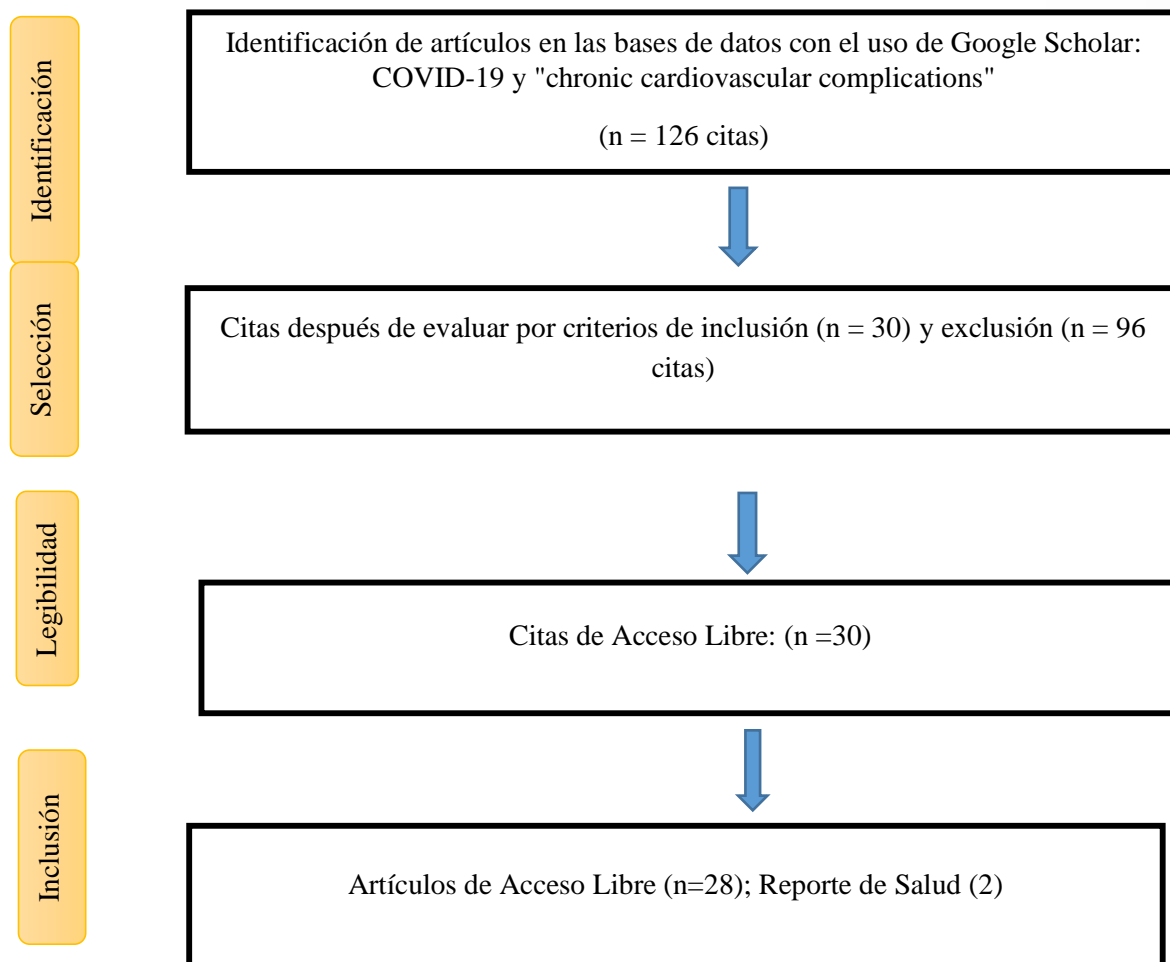 Identificación
Identificación de artículos en las bases de datos con el uso de Google Scholar:
COVID-19 y "chronic cardiovascular complications"
(n = 126 citas)
Selección
Citas después de evaluar por criterios de inclusión (n = 30) y exclusión (n = 96
citas)
Legibilidad
Citas de Acceso Libre: (n =30)
Inclusión
Artículos de Acceso Libre (n=28); Reporte de Salud (2)